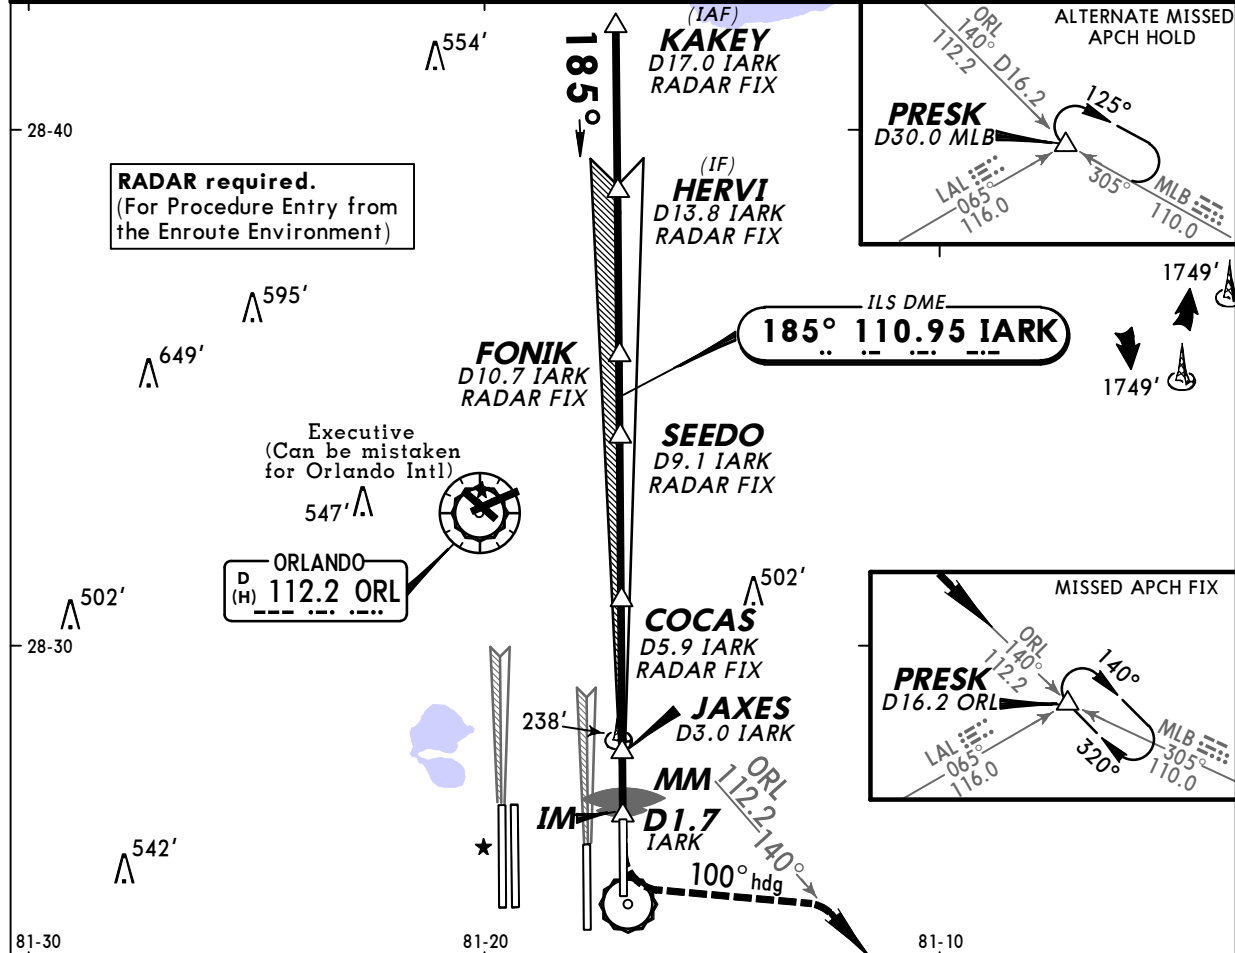 (IAF)
KAKEY
D17.0 IARK
RADAR FIX
185°
554'
28-40
RADAR required.
(For Procedure Entry from
the Enroute Environment)
(IF)
HERVI
D13.8 IARK
RADAR FIX
ALTERNATE MISSED
APCH HOLD
ORL
140° D16.2
112.2
125°
PRESK
D30.0 MLB
LAL
065°
116.0
305°
MLB
110.0
595'
649'
1749'
1749'
ILS DME
185° 110.95 IARK
FONIK
D10.7 IARK
RADAR FIX
SEEDO
D9.1 IARK
RADAR FIX
Executive
(Can be mistaken
for Orlando Intl)
547'
ORLANDO
D
(H) 112.2 ORL
502'
502'
28-30
COCAS
D5.9 IARK
RADAR FIX
MISSED APCH FIX
ORL
140°
112.2
140°
PRESK
D16.2 ORL
LAL
065°
116.0
320°
MLB
305°
110.0
238'
JAXES
D3.0 IARK
MM
IM
D1.7
IARK
ORL
112.2
140°
100° hdg
542'
81-30
81-20
81-10